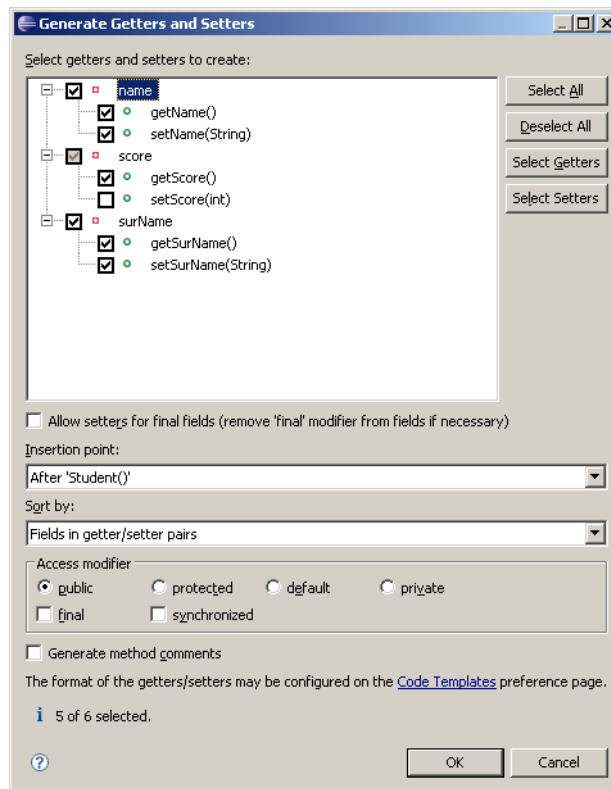 Generate Getters and Setters
Select getters and setters to create:
name
getName()
setName(String)
score
getScore()
setScore(int)
surName
getSurName()
setSurName(String)
Select All
Deselect All
Select Getters
Select Setters
Allow setters for final fields (remove 'final' modifier from fields if necessary)
Insertion point:
After 'Student()'
Sort by:
Fields in getter/setter pairs
Access modifier
public protected default private
final synchronized
Generate method comments
The format of the getters/setters may be configured on the Code Templates preference page.
i 5 of 6 selected.
? OK Cancel